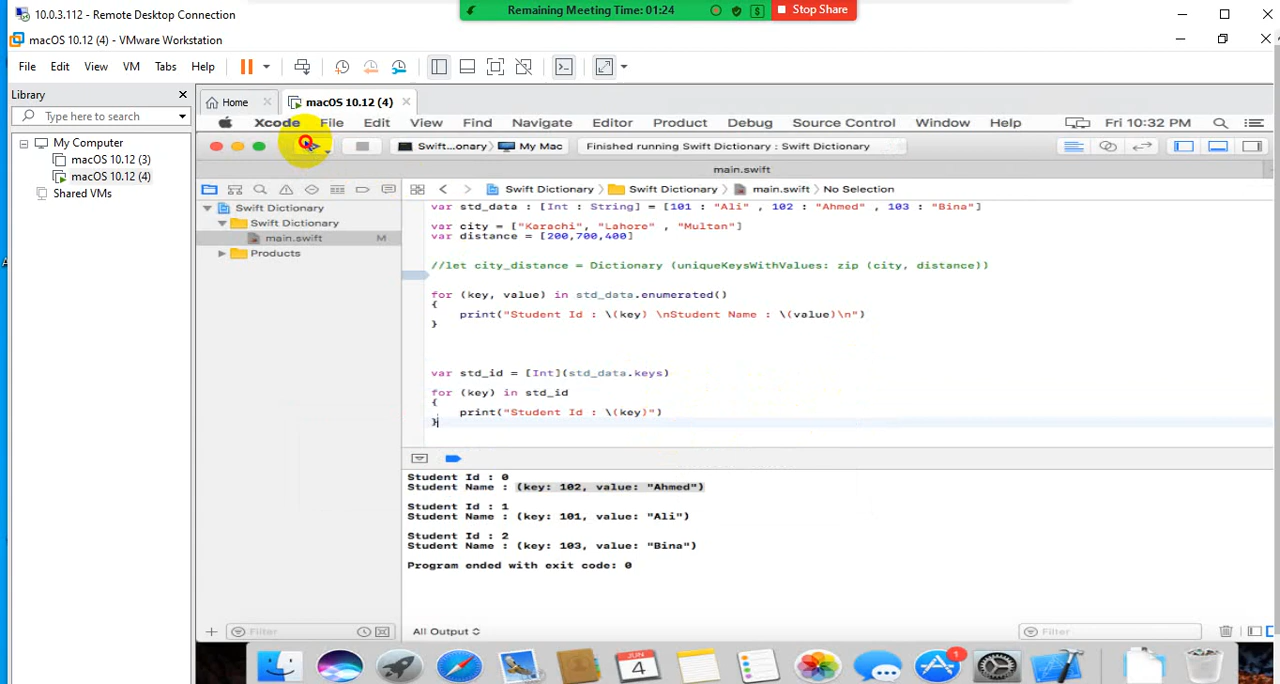 10.0.3.112 - Remote Desktop Connection
Remaining Meeting Time: 01:24
Stop Share
macOS 10.12 (4) - VMware Workstation
File Edit View VM Tabs Help
Library
Type here to search
My Computer
macOS 10.12 (3)
macOS 10.12 (4)
Shared VMs
Home
macOS 10.12 (4)
Xcode File Edit View Find Navigate Editor Product Debug Source Control Window Help Fri 10:32 PM
Swift...onary My Mac
Finished running Swift Dictionary : Swift Dictionary
main.swift
Swift Dictionary
Swift Dictionary
main.swift M
Products
Swift Dictionary Swift Dictionary main.swift No Selection
var std_data : [Int : String] = [101 : "Ali" , 102 : "Ahmed" , 103 : "Bina"]
var city = ["Karachi", "Lahore" , "Multan"]
var distance = [200,700,400]
//let city_distance = Dictionary (uniqueKeysWithValues: zip (city, distance))
for (key, value) in std_data.enumerated()
{
print("Student Id : \(key) \nStudent Name : \(value)\n")
}
var std_id = [Int](std_data.keys)
for (key) in std_id
{
print("Student Id : \(key)")
}
Student Id : 0
Student Name : (key: 102, value: "Ahmed")
Student Id : 1
Student Name : (key: 101, value: "Ali")
Student Id : 2
Student Name : (key: 103, value: "Bina")
Program ended with exit code: 0
Filter
All Output
Filter
JUN
4
1